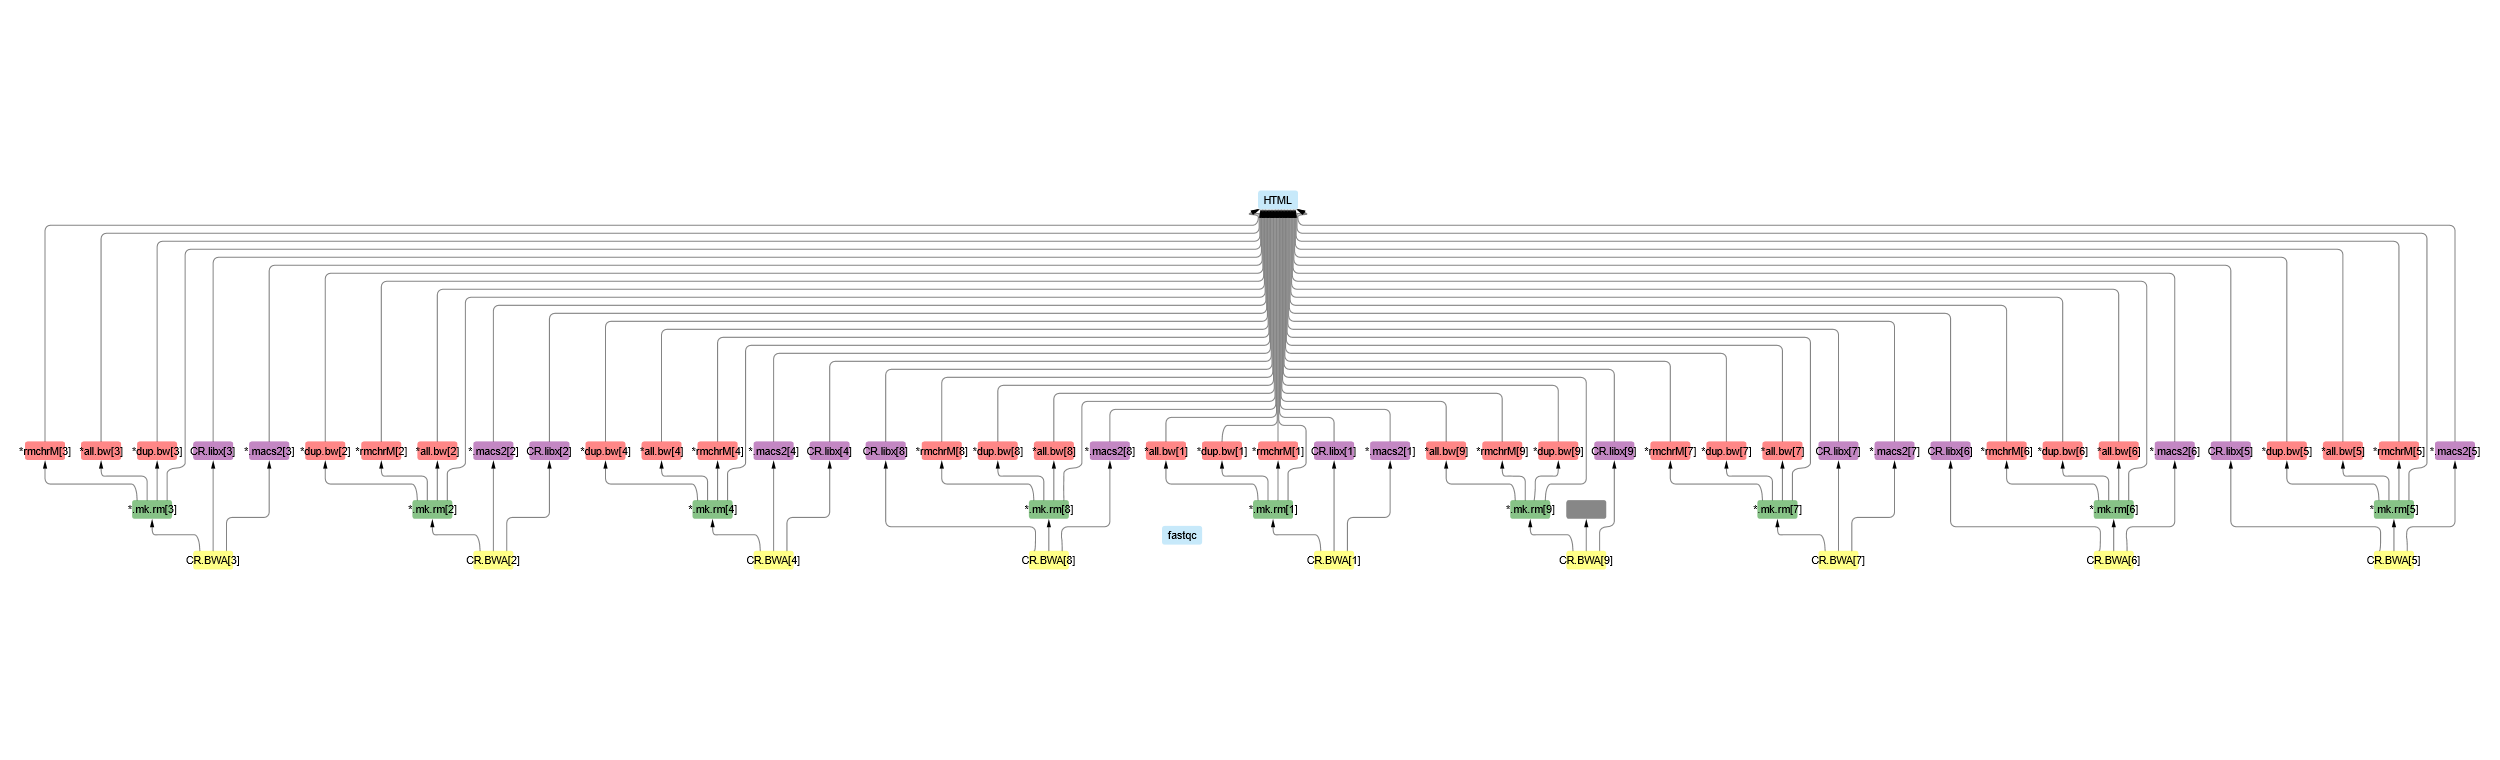 HTML
*rmchrM[3]
*all.bw[3]
*dup.bw[3]
CR.libx[3]
*.macs2[3]
*dup.bw[2]
*rmchrM[2]
*all.bw[2]
*.macs2[2]
CR.libx[2]
*dup.bw[4]
*all.bw[4]
*rmchrM[4]
*.macs2[4]
CR.libx[4]
CR.libx[8]
*rmchrM[8]
*dup.bw[8]
*all.bw[8]
*.macs2[8]
*all.bw[1]
*dup.bw[1]
*rmchrM[1]
CR.libx[1]
*.macs2[1]
*all.bw[9]
*rmchrM[9]
*dup.bw[9]
CR.libx[9]
*rmchrM[7]
*dup.bw[7]
*all.bw[7]
CR.libx[7]
*.macs2[7]
CR.libx[6]
*rmchrM[6]
*dup.bw[6]
*all.bw[6]
*.macs2[6]
CR.libx[5]
*dup.bw[5]
*all.bw[5]
*rmchrM[5]
*.macs2[5]
*.mk.rm[3]
*.mk.rm[2]
*.mk.rm[4]
*.mk.rm[8]
*.mk.rm[1]
*.mk.rm[9]
*.mk.rm[7]
*.mk.rm[6]
*.mk.rm[5]
fastqc
CR.BWA[3]
CR.BWA[2]
CR.BWA[4]
CR.BWA[8]
CR.BWA[1]
CR.BWA[9]
CR.BWA[7]
CR.BWA[6]
CR.BWA[5]